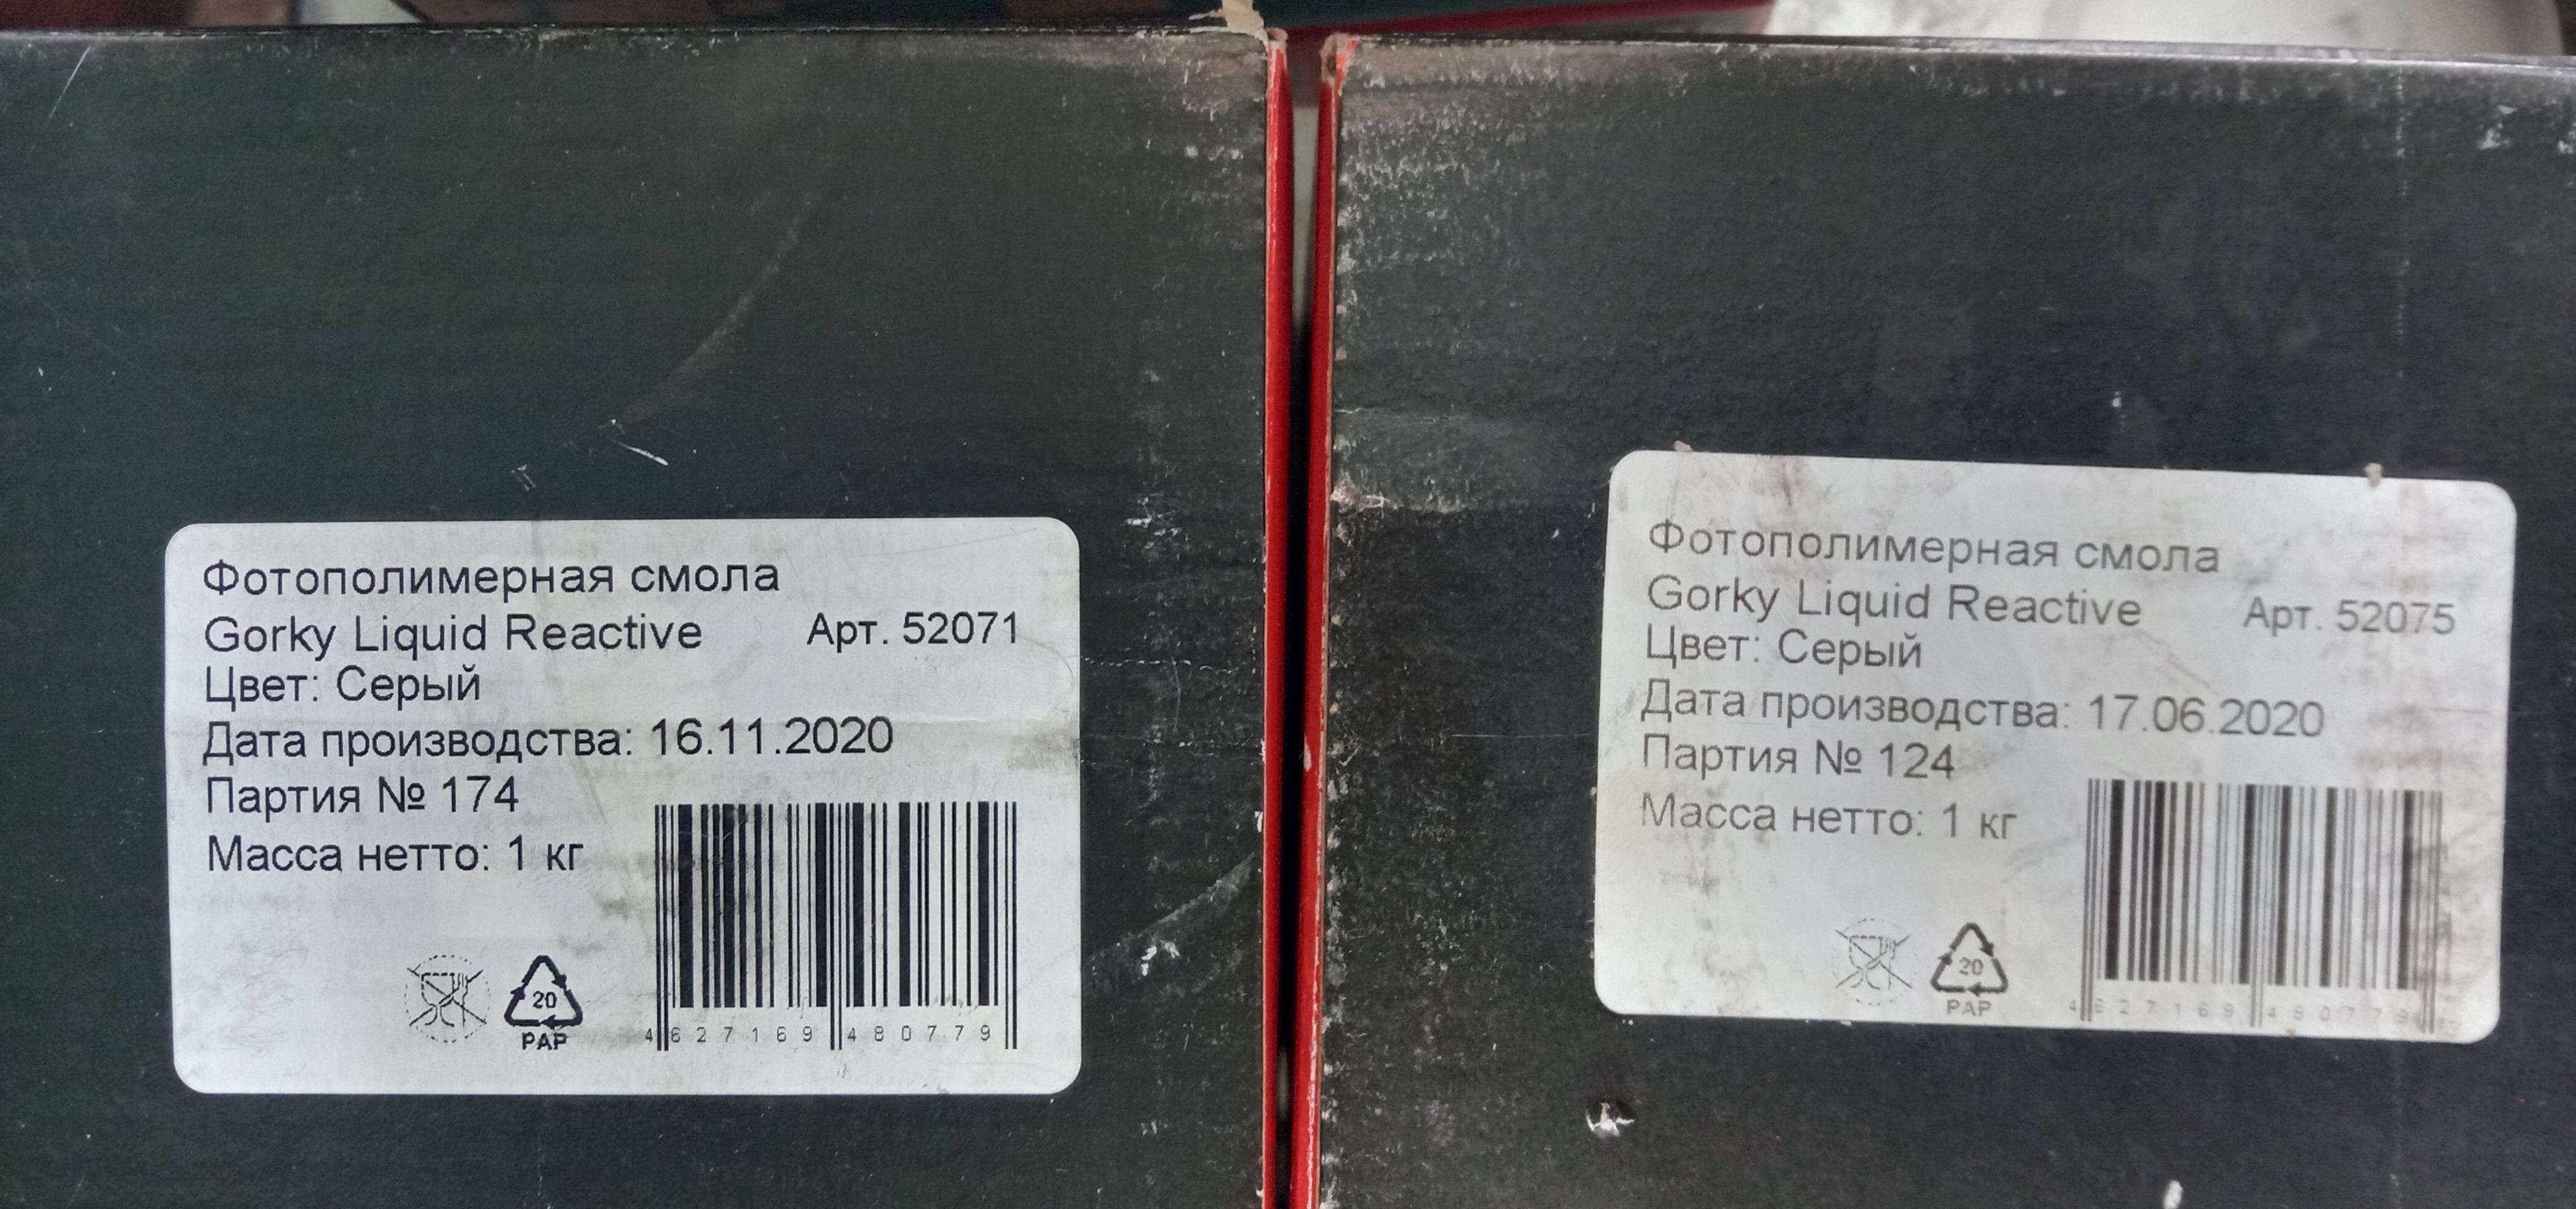 Фотополимерная смола
Gorky Liquid Reactive Арт. 52071
Цвет: Серый
Дата производства: 16.11.2020
Партия № 174
Масса нетто: 1 кг
20
PAP
4 627169 480779
Фотополимерная смола
Gorky Liquid Reactive Арт. 52075
Цвет: Серый
Дата производства: 17.06.2020
Партия № 124
Масса нетто: 1 кг
20
PAP
4 627169 480779